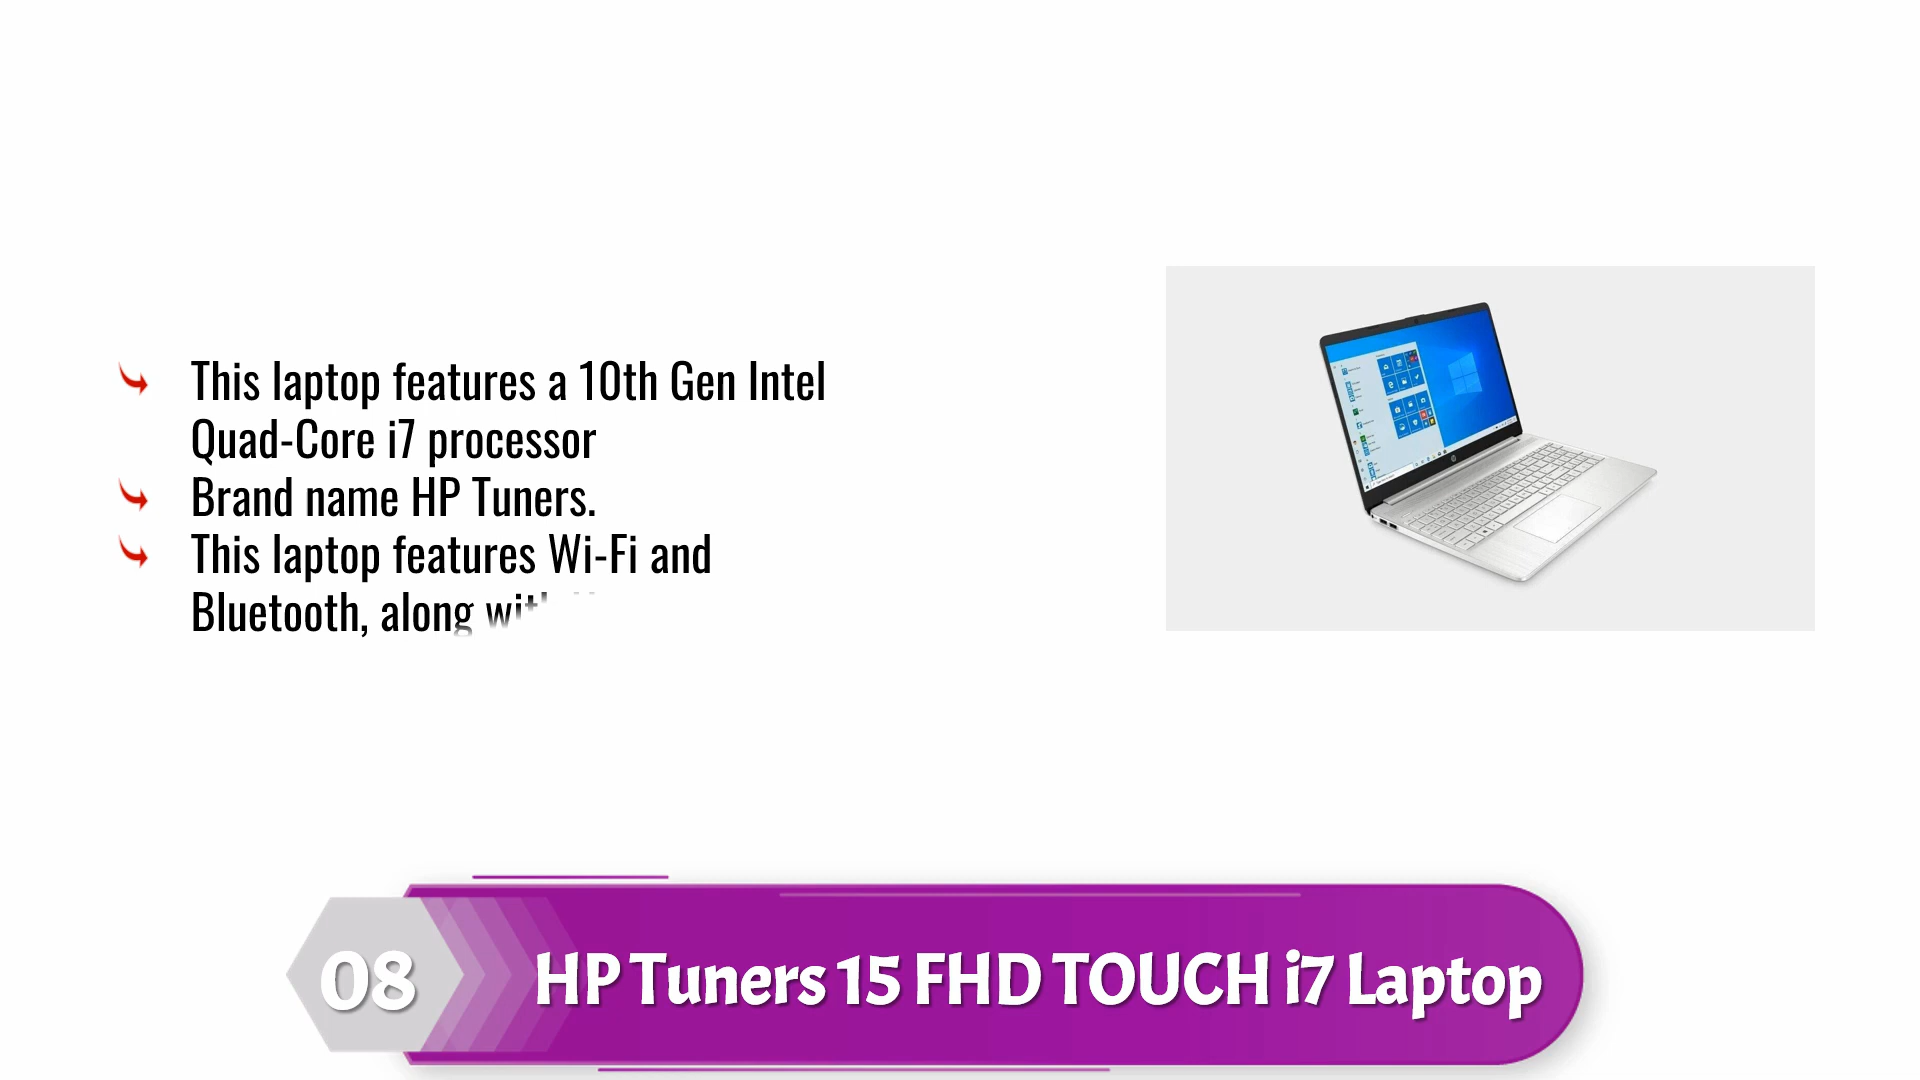 This laptop features a 10th Gen Intel
Quad-Core i7 processor
Brand name HP Tuners.
This laptop features Wi-Fi and
Bluetooth, along with
08
HP Tuners 15 FHD TOUCH i7 Laptop